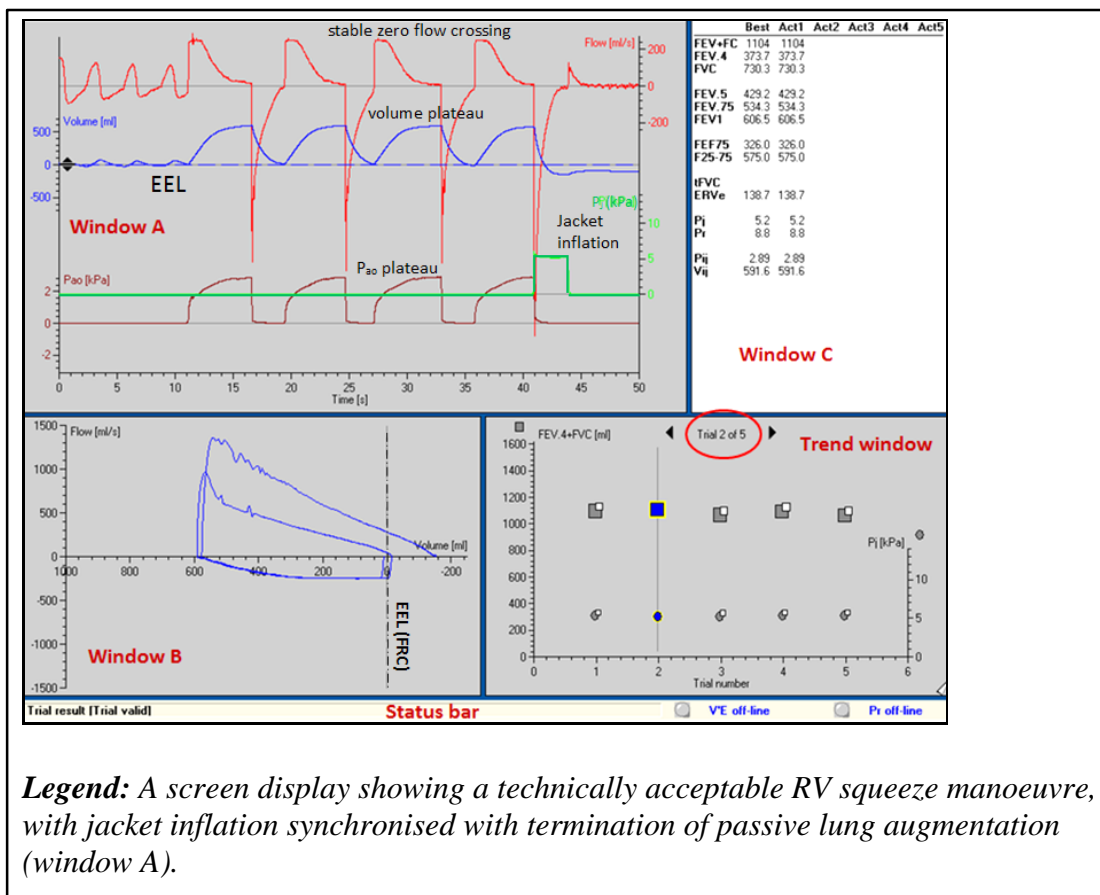 stable zero flow crossing
Flow [ml/s]
200
0
-200
Volume [ml]
500
0
-500
volume plateau
EEL
Window A
(kPa)
10
5
0
Jacket
inflation
Pao plateau
Pao [kPa]
2
0
-2
0 5 10 15 20 25 30 35 40 45 50
Time [s]
Best Act1 Act2 Act3 Act4 Act5
FEV+FC 1104 1104
FEV.4 373.7 373.7
FVC 730.3 730.3
FEV.5 429.2 429.2
FEV.75 534.3 534.3
FEV1 606.5 606.5
FEF75 326.0 326.0
F25-75 575.0 575.0
tFVC
ERVe 138.7 138.7
Pj 5.2 5.2
Pr 8.8 8.8
Pij 2.89 2.89
Vij 591.6 591.6
Window C
1500
Flow [ml/s]
1000
500
0
-500
-1000
-1500
Volume [ml]
800 600 400 200 0 -200
EEL (FRC)
Window B
FEV.4+FVC [ml]
Trial 2 of 5
Trend window
1600
1400
1200
1000
800
600
400
200
0
Pj [kPa]
10
5
0
0 1 2 3 4 5 6
Trial number
Trial result [Trial valid]
Status bar
V'E off-line
Pr off-line
Legend: A screen display showing a technically acceptable RV squeeze manoeuvre,
with jacket inflation synchronised with termination of passive lung augmentation
(window A).